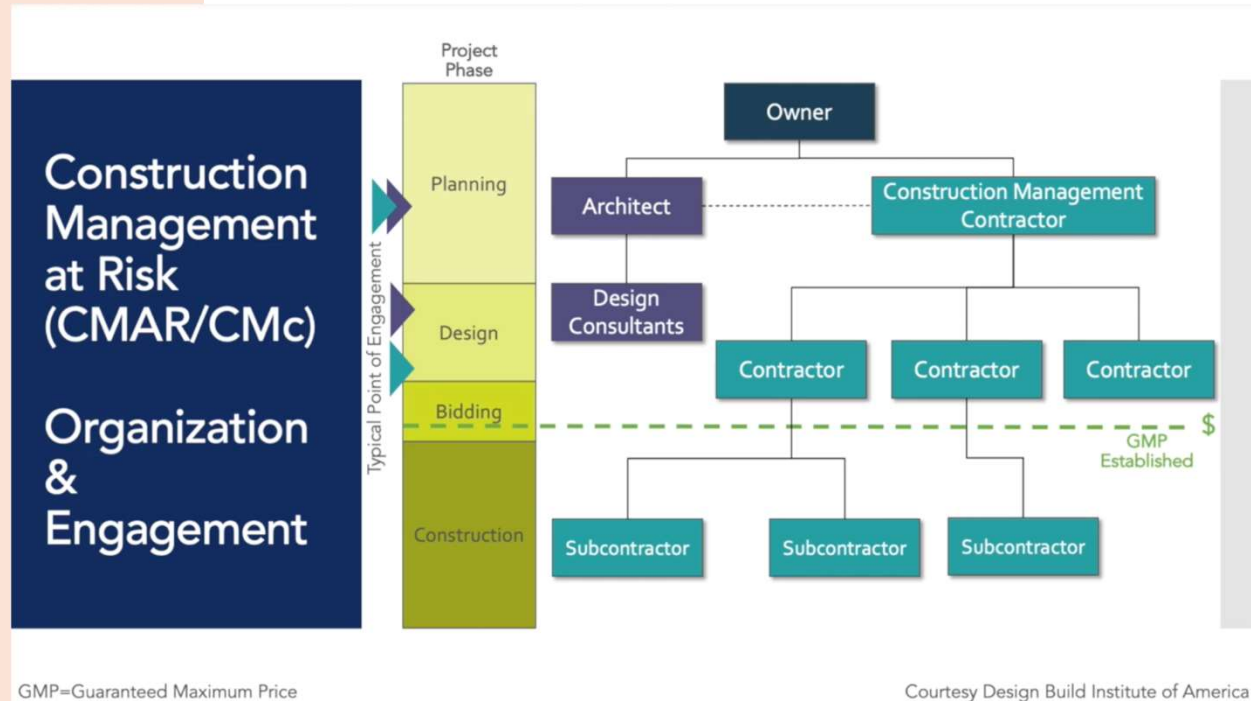 Construction
Management
at Risk
(CMAR/CMc)
Organization
&
Engagement
Typical Point of Engagement
Project
Phase
Planning
Design
Bidding
Construction
Owner
Architect
Construction Management
Contractor
Design
Consultants
Contractor
Contractor
Contractor
$
GMP
Established
Subcontractor
Subcontractor
Subcontractor
GMP=Guaranteed Maximum Price
Courtesy Design Build Institute of America